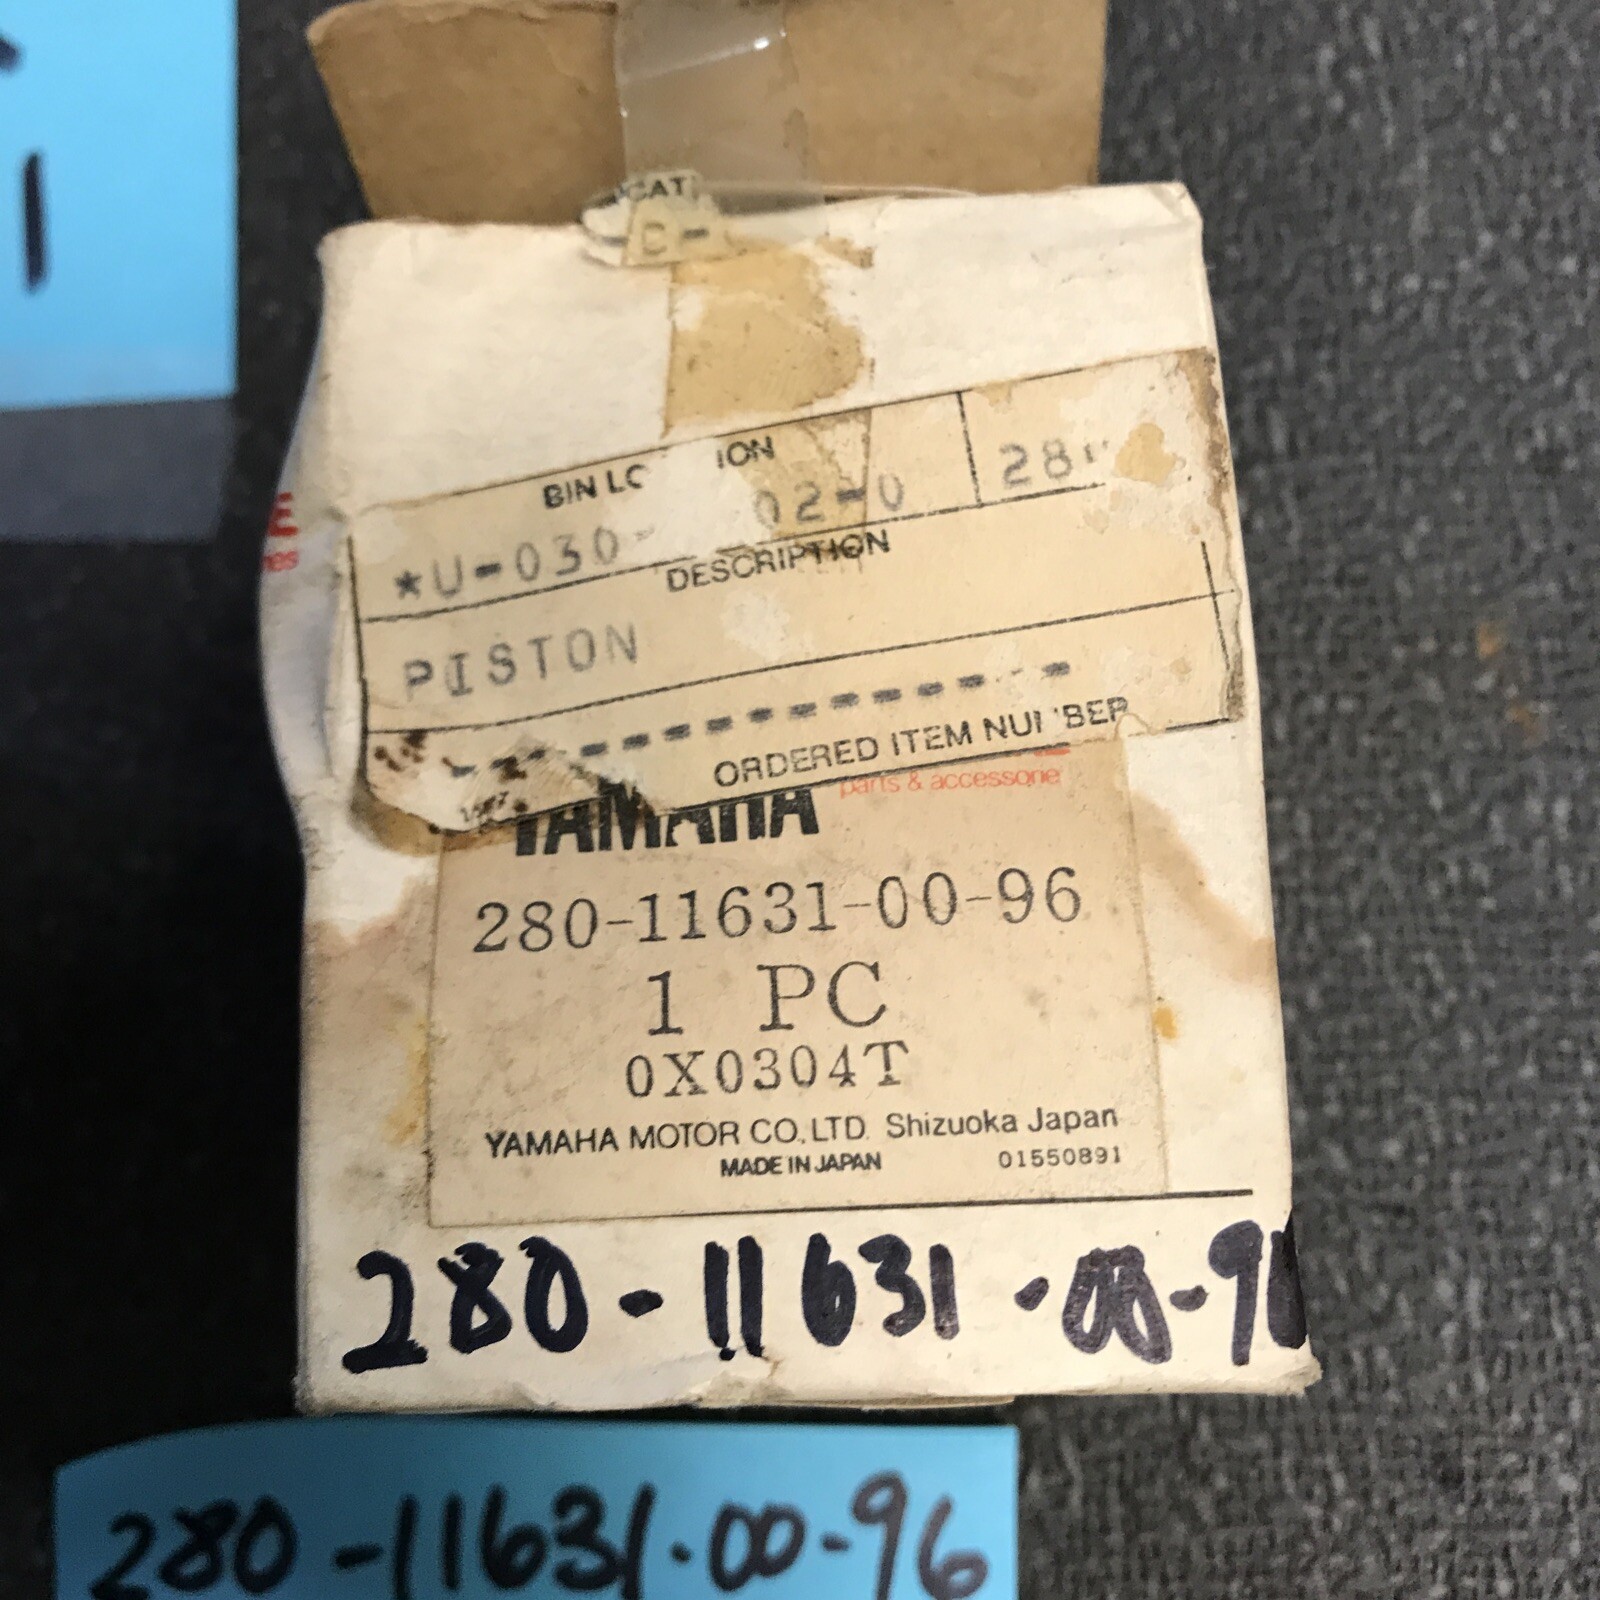 BIN LO ION
*U-030- 02-0
28
DESCRIPTION
PISTON
ORDERED ITEM NUMBER
YAMAHA
parts & accessorie
280-11631-00-96
1 PC
0X0304T
YAMAHA MOTOR CO.,LTD. Shizuoka Japan
MADE IN JAPAN 01550891
280-11631-00-96
280-11631-00-96